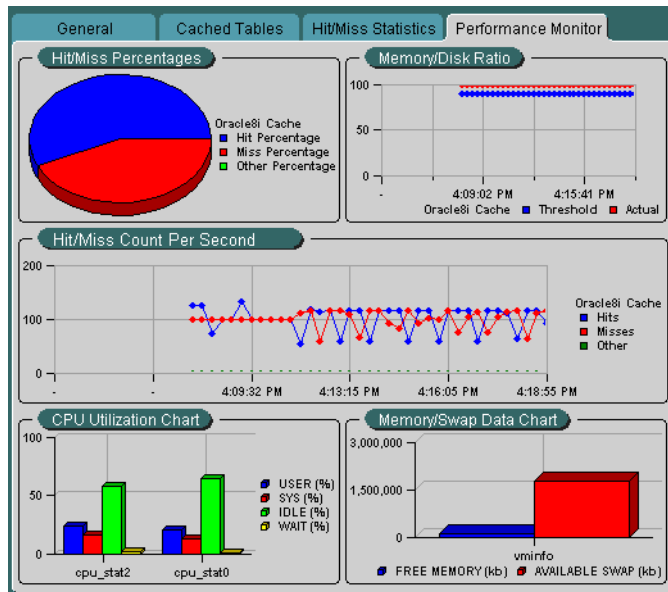 General
Cached Tables
Hit/Miss Statistics
Performance Monitor
Hit/Miss Percentages
Oracle8i Cache
Hit Percentage
Miss Percentage
Other Percentage
Memory/Disk Ratio
100
50
0
-
4:09:02 PM
4:15:41 PM
Oracle8i Cache
Threshold
Actual
Hit/Miss Count Per Second
200
100
0
-
-
4:09:32 PM
4:13:15 PM
4:16:05 PM
4:18:55 PM
Oracle8i Cache
Hits
Misses
Other
CPU Utilization Chart
100
50
0
cpu_stat2
cpu_stat0
USER (%)
SYS (%)
IDLE (%)
WAIT (%)
Memory/Swap Data Chart
3,000,000
1,500,000
0
vminfo
FREE MEMORY (kb)
AVAILABLE SWAP (kb)